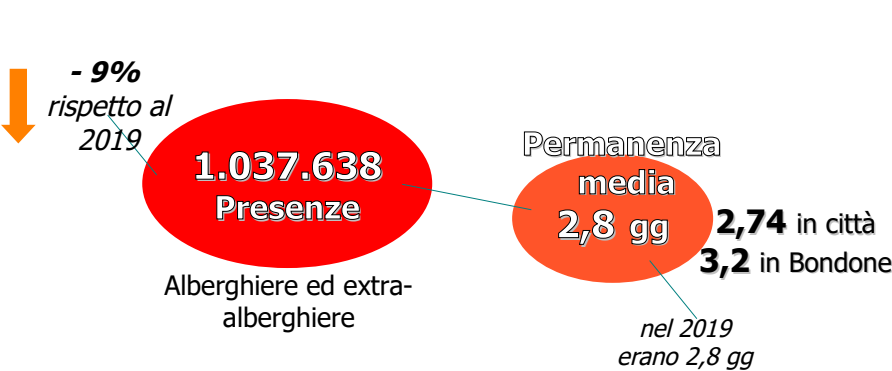 - 9%
rispetto al
2019
1.037.638
Presenze
Alberghiere ed extra-
alberghiere
Permanenza
media
2,8 gg
2,74 in città
3,2 in Bondone
nel 2019
erano 2,8 gg